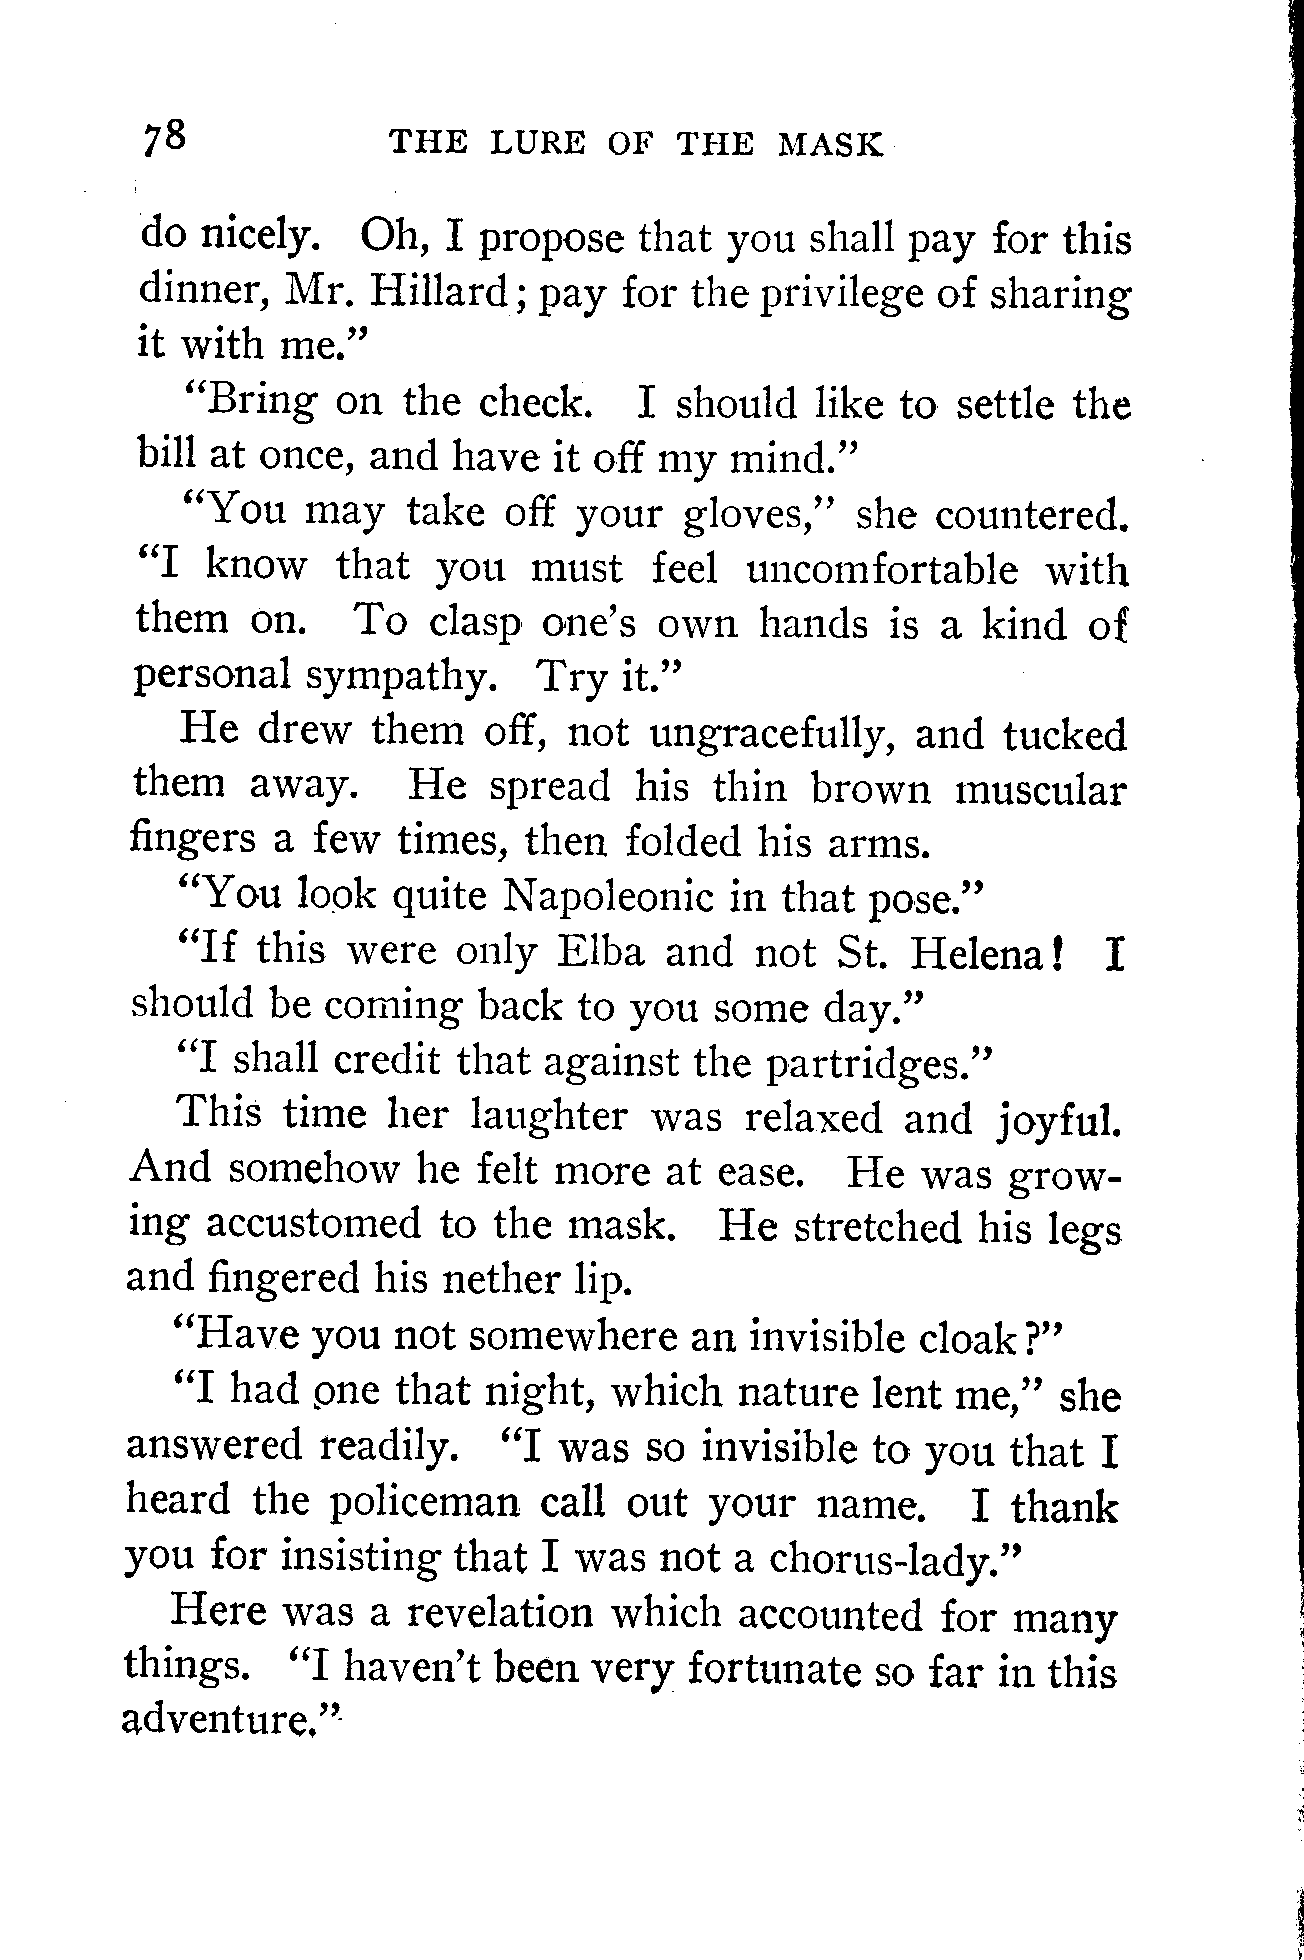 78 THE LURE OF THE MASK
do nicely. Oh, I propose that you shall pay for this
dinner, Mr. Hillard; pay for the privilege of sharing
it with me.”
“Bring on the check. I should like to settle the
bill at once, and have it off my mind.”
“You may take off your gloves,” she countered.
“I know that you must feel uncomfortable with
them on. To clasp one’s own hands is a kind of
personal sympathy. Try it.”
He drew them off, not ungracefully, and tucked
them away. He spread his thin brown muscular
fingers a few times, then folded his arms.
“You look quite Napoleonic in that pose.”
“If this were only Elba and not St. Helena! I
should be coming back to you some day.”
“I shall credit that against the partridges.”
This time her laughter was relaxed and joyful.
And somehow he felt more at ease. He was grow-
ing accustomed to the mask. He stretched his legs
and fingered his nether lip.
“Have you not somewhere an invisible cloak?”
“I had one that night, which nature lent me,” she
answered readily. “I was so invisible to you that I
heard the policeman call out your name. I thank
you for insisting that I was not a chorus-lady.”
Here was a revelation which accounted for many
things. “I haven’t been very fortunate so far in this
adventure.”